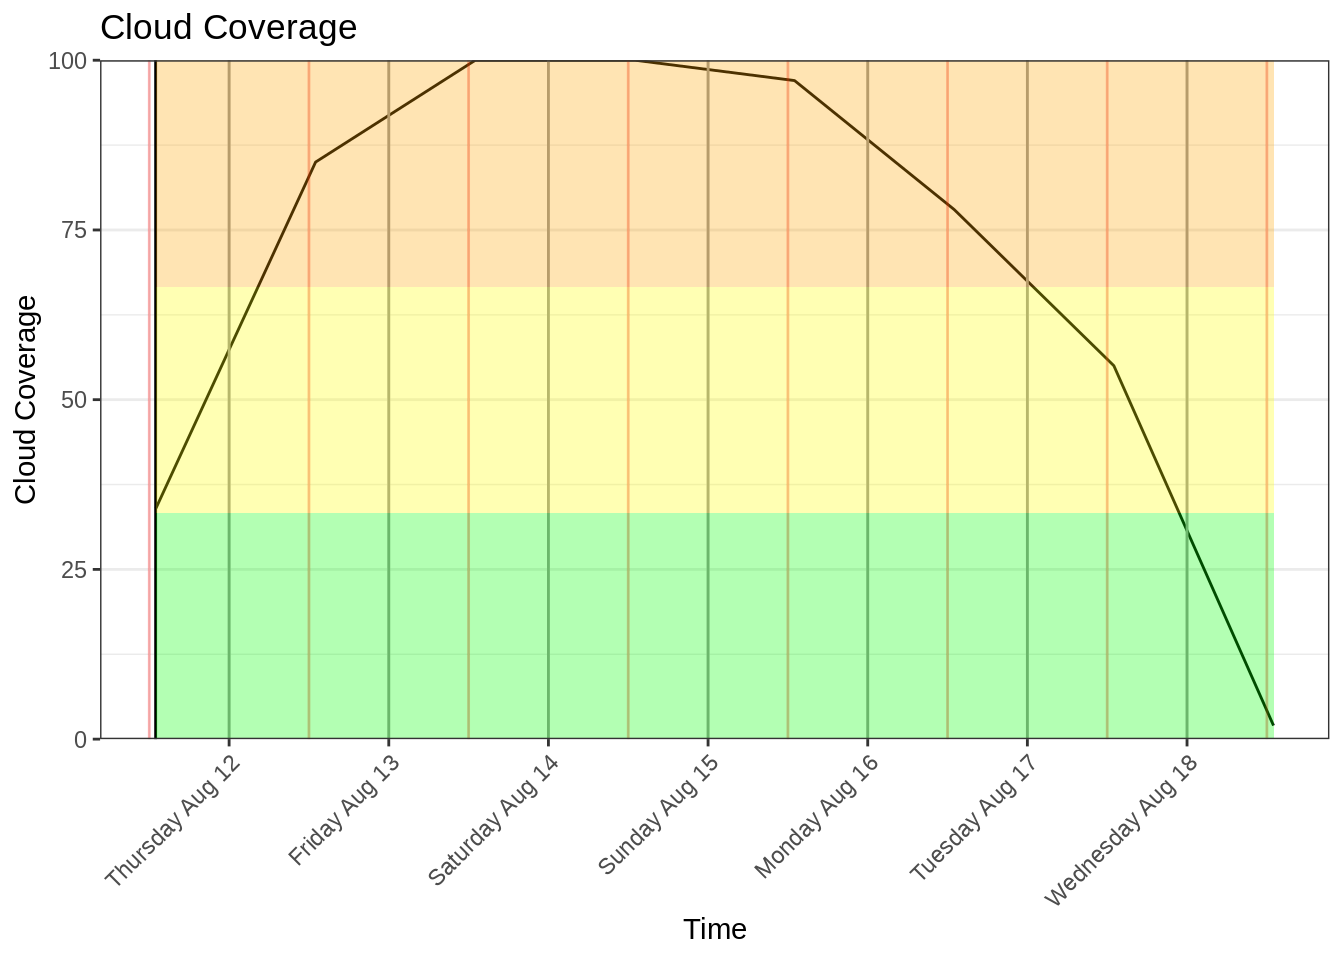 Cloud Coverage
100
75
50
25
0
Cloud Coverage
Thursday Aug 12
Friday Aug 13
Saturday Aug 14
Sunday Aug 15
Monday Aug 16
Tuesday Aug 17
Wednesday Aug 18
Time